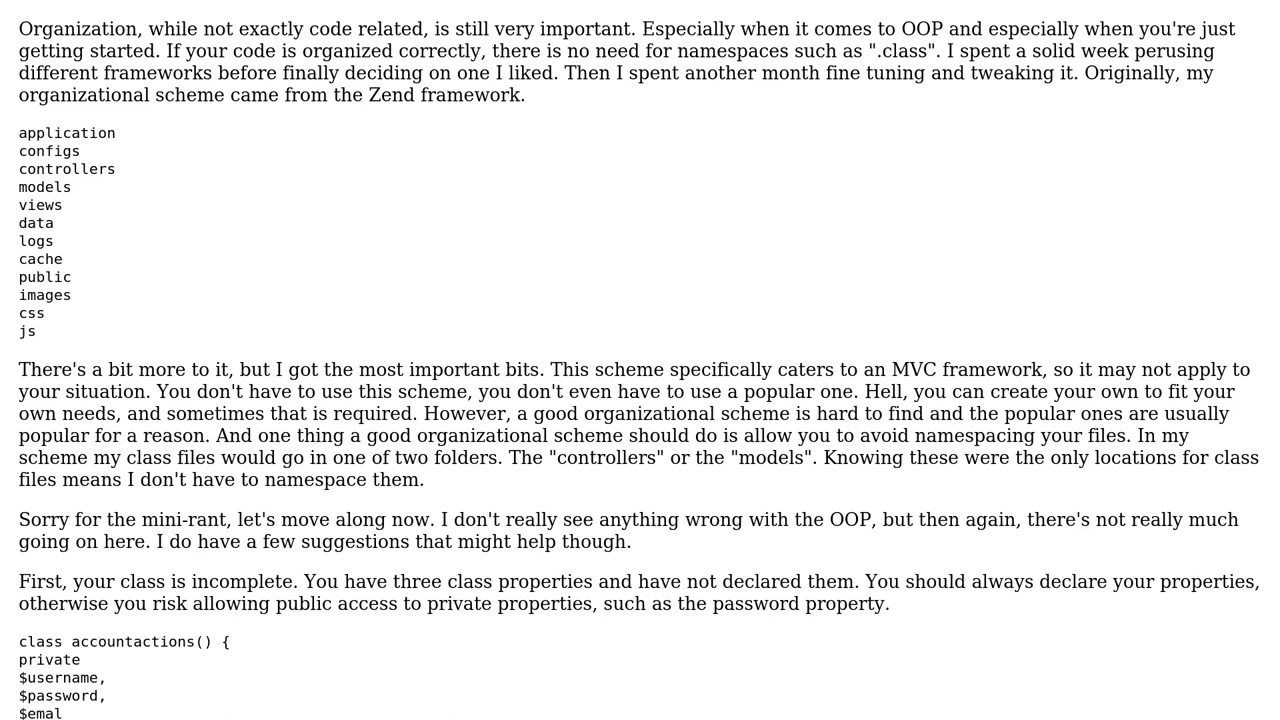 Organization, while not exactly code related, is still very important. Especially when it comes to OOP and especially when you're just
getting started. If your code is organized correctly, there is no need for namespaces such as ".class". I spent a solid week perusing
different frameworks before finally deciding on one I liked. Then I spent another month fine tuning and tweaking it. Originally, my
organizational scheme came from the Zend framework.
application
configs
controllers
models
views
data
logs
cache
public
images
css
js
There's a bit more to it, but I got the most important bits. This scheme specifically caters to an MVC framework, so it may not apply to
your situation. You don't have to use this scheme, you don't even have to use a popular one. Hell, you can create your own to fit your
own needs, and sometimes that is required. However, a good organizational scheme is hard to find and the popular ones are usually
popular for a reason. And one thing a good organizational scheme should do is allow you to avoid namespacing your files. In my
scheme my class files would go in one of two folders. The "controllers" or the "models". Knowing these were the only locations for class
files means I don't have to namespace them.
Sorry for the mini-rant, let's move along now. I don't really see anything wrong with the OOP, but then again, there's not really much
going on here. I do have a few suggestions that might help though.
First, your class is incomplete. You have three class properties and have not declared them. You should always declare your properties,
otherwise you risk allowing public access to private properties, such as the password property.
class accountactions() {
private
$username,
$password,
$emal